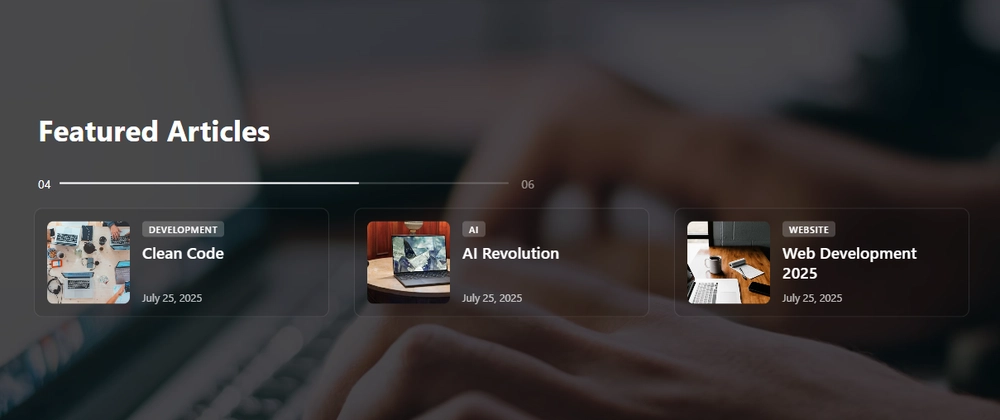 Featured Articles
04 06
DEVELOPMENT
Clean Code
July 25, 2025
AI
AI Revolution
July 25, 2025
WEBSITE
Web Development
2025
July 25, 2025